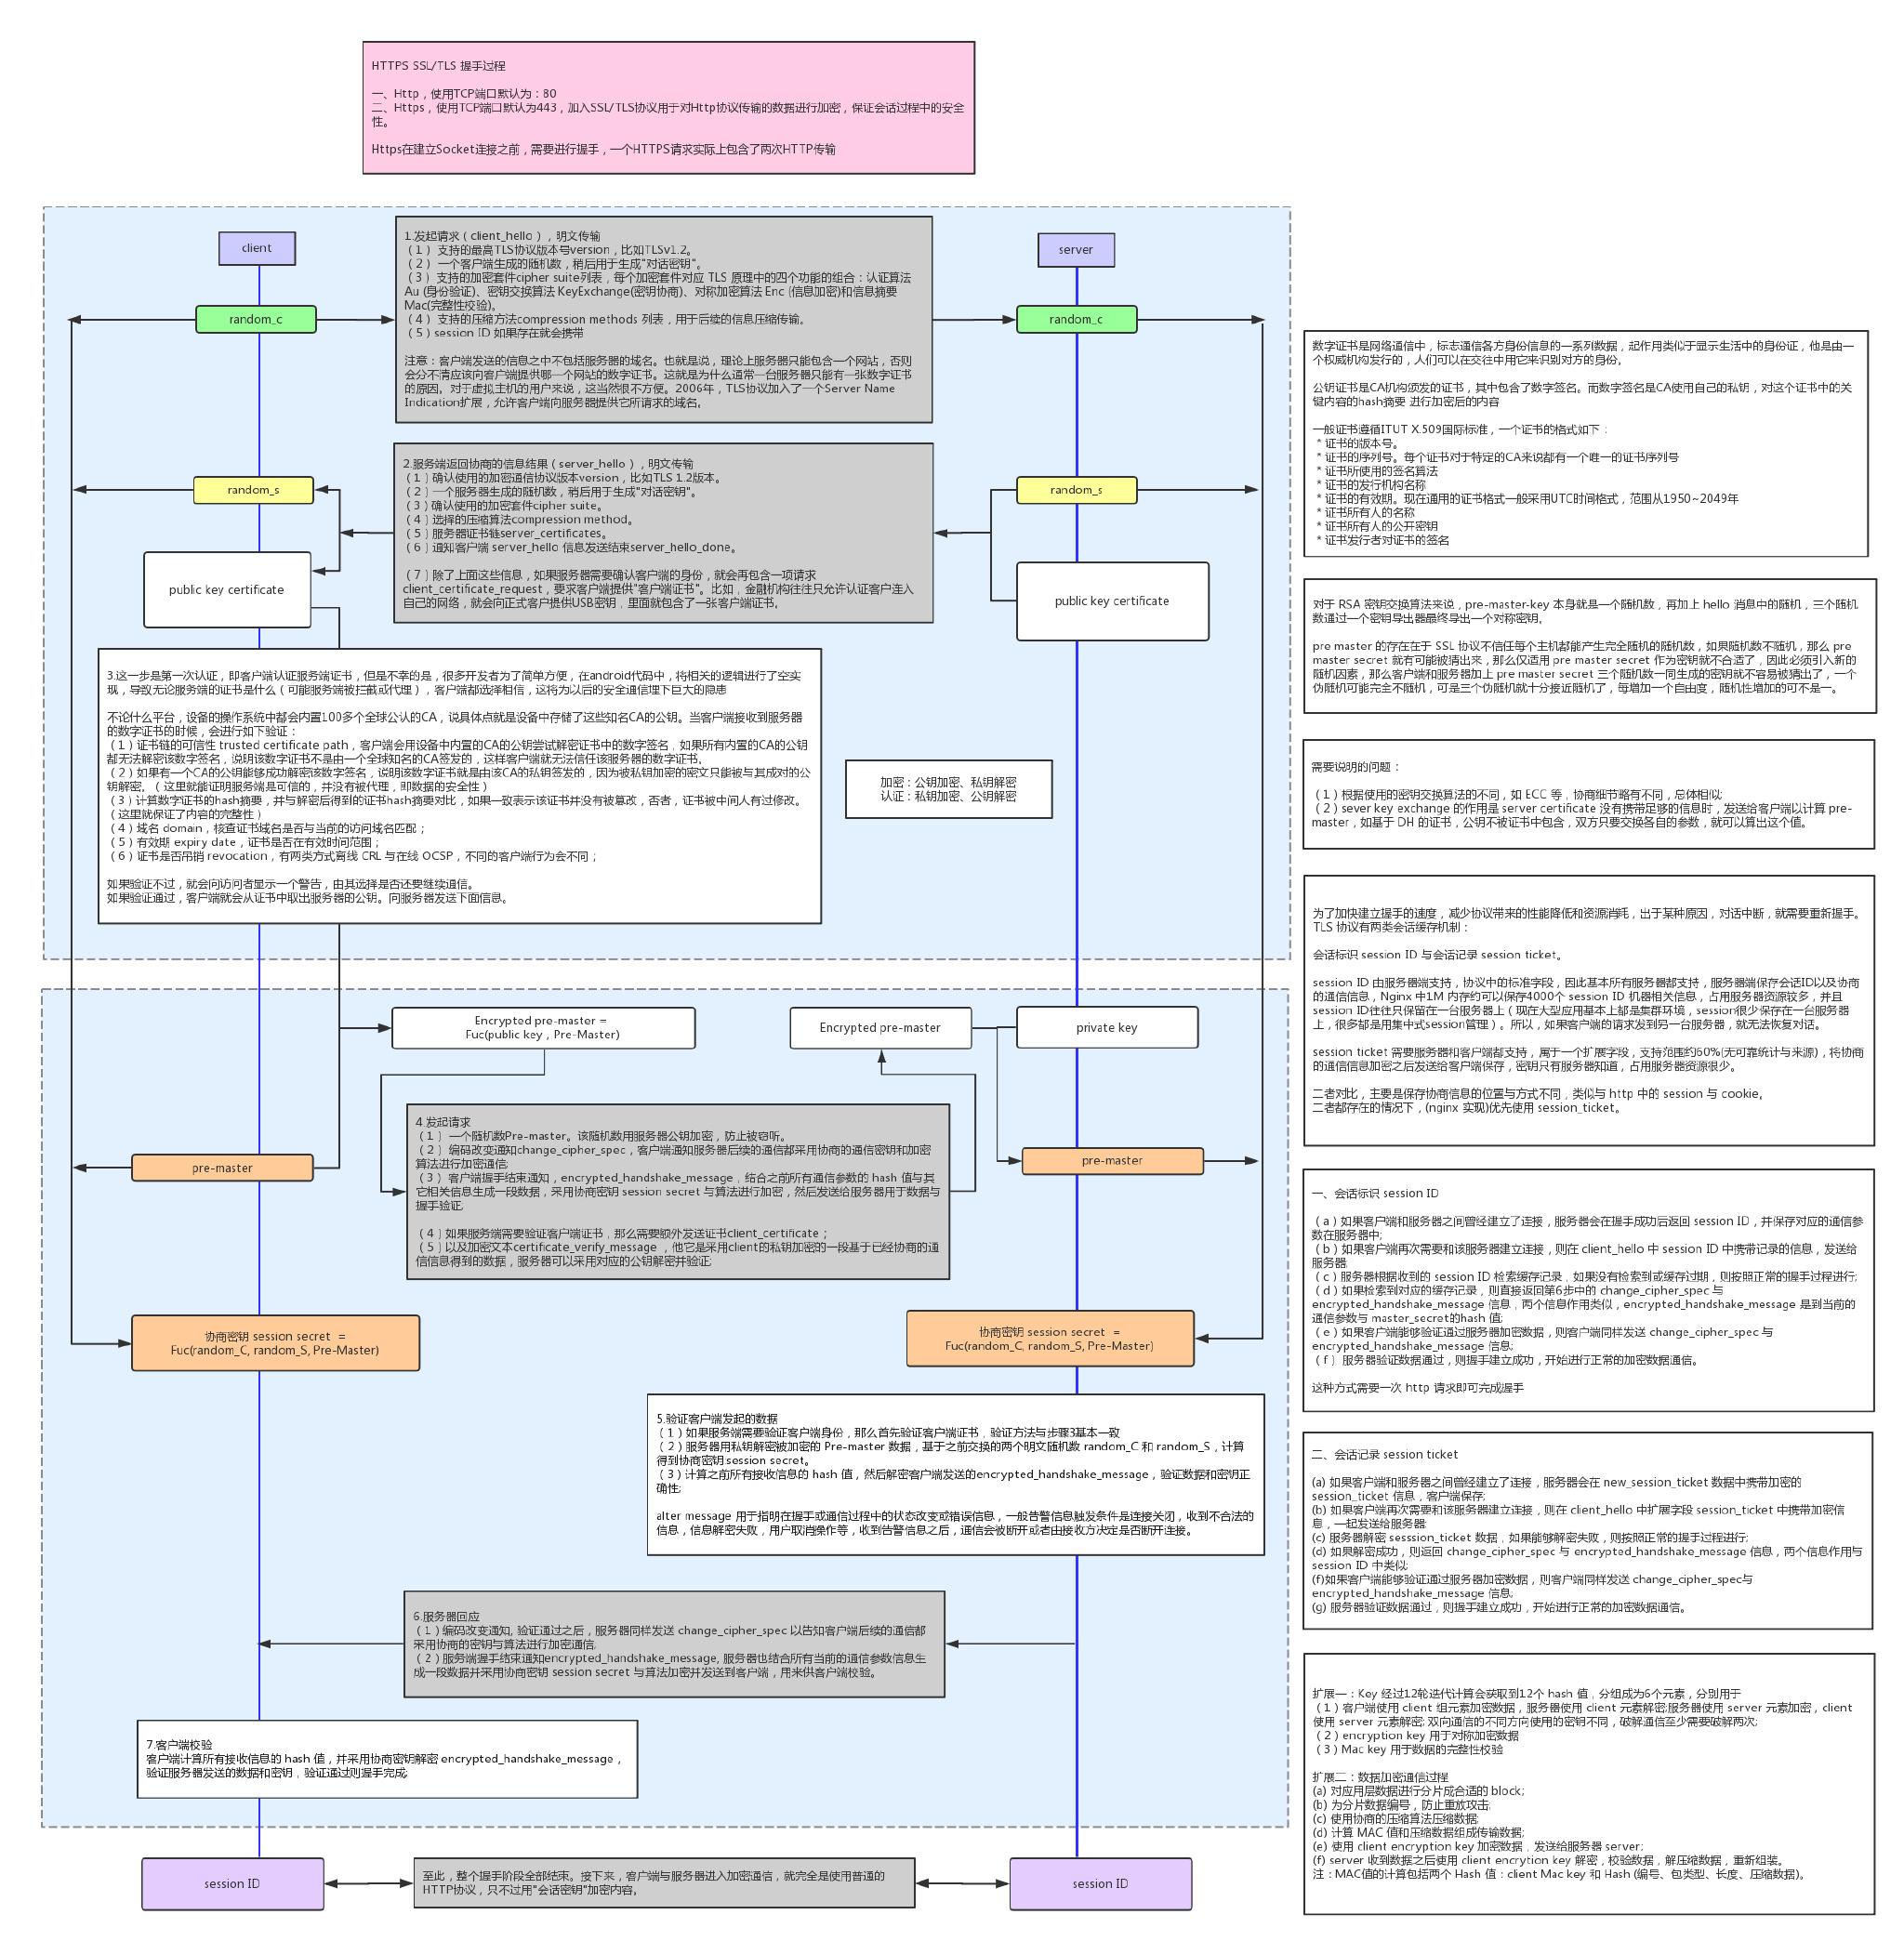 HTTPS SSL/TLS 握手过程
一、Http，使用TCP端口默认为：80
二、Https，使用TCP端口默认为443，加入SSL/TLS协议用于对Http协议传输的数据进行加密，保证会话过程中的安全
性。
Https在建立Socket连接之前，需要进行握手，一个HTTPS请求实际上包含了两次HTTP传输
client
server
1.发起请求（client_hello），明文传输
（1） 支持的最高TLS协议版本号version，比如TLSv1.2。
（2） 一个客户端生成的随机数，稍后用于生成"对话密钥"。
（3） 支持的加密套件cipher suite列表，每个加密套件对应 TLS 原理中的四个功能的组合：认证算法
Au (身份验证)、密钥交换算法 KeyExchange(密钥协商)、对称加密算法 Enc (信息加密)和信息摘要
Mac(完整性校验)。
（4） 支持的压缩方法compression methods 列表，用于后续的信息压缩传输。
（5）session ID 如果存在就会携带
注意：客户端发送的信息之中不包括服务器的域名。也就是说，理论上服务器只能包含一个网站，否则
会分不清应该向客户端提供哪一个网站的数字证书。这就是为什么通常一台服务器只能有一张数字证书
的原因。对于虚拟主机的用户来说，这当然很不方便。2006年，TLS协议加入了一个Server Name
Indication扩展，允许客户端向服务器提供它所请求的域名。
random_c
random_c
2.服务端返回协商的信息结果（server_hello），明文传输
（1）确认使用的加密通信协议版本version，比如TLS 1.2版本。
（2）一个服务器生成的随机数，稍后用于生成"对话密钥"。
（3）确认使用的加密套件cipher suite。
（4）选择的压缩算法compression method。
（5）服务器证书链server_certificates。
（6）通知客户端 server_hello 信息发送结束server_hello_done。
（7）除了上面这些信息，如果服务器需要确认客户端的身份，就会再包含一项请求
client_certificate_request，要求客户端提供"客户端证书"。比如，金融机构往往只允许认证客户连入
自己的网络，就会向正式客户提供USB密钥，里面就包含了一张客户端证书。
random_s
random_s
public key certificate
public key certificate
3.这一步是第一次认证，即客户端认证服务端证书，但是不幸的是，很多开发者为了简单方便，在android代码中，将相关的逻辑进行了空实
现，导致无论服务端的证书是什么（可能服务端被拦截或代理），客户端都选择相信，这将为以后的安全通信埋下巨大的隐患
不论什么平台，设备的操作系统中都会内置100多个全球公认的CA，说具体点就是设备中存储了这些知名CA的公钥。当客户端接收到服务器
的数字证书的时候，会进行如下验证：
（1）证书链的可信性 trusted certificate path，客户端会用设备中内置的CA的公钥尝试解密证书中的数字签名，如果所有内置的CA的公钥
都无法解密该数字签名，说明该数字证书不是由一个全球知名的CA签发的，这样客户端就无法信任该服务器的数字证书。
（2）如果有一个CA的公钥能够成功解密该数字签名，说明该数字证书就是由该CA的私钥签发的，因为被私钥加密的密文只能被与其成对的公
钥解密。（ 这里就能证明服务端是可信的，并没有被代理，即数据的安全性）
（3）计算数字证书的hash摘要，并与解密后得到的证书hash摘要对比，如果一致表示该证书并没有被篡改，否者，证书被中间人有过修改。
（这里就保证了内容的完整性）
（4）域名 domain，核查证书域名是否与当前的访问域名匹配；
（5）有效期 expiry date，证书是否在有效时间范围；
（6）证书是否吊销 revocation，有两类方式离线 CRL 与在线 OCSP，不同的客户端行为会不同；
如果验证不过，就会向访问者显示一个警告，由其选择是否还要继续通信。
如果验证通过，客户端就会从证书中取出服务器的公钥。向服务器发送下面信息。
加密：公钥加密、私钥解密
认证：私钥加密、公钥解密
Encrypted pre-master =
Fuc(public key , Pre-Master)
Encrypted pre-master
private key
4.发起请求
（1） 一个随机数Pre-master。该随机数用服务器公钥加密，防止被窃听。
（2） 编码改变通知change_cipher_spec，客户端通知服务器后续的通信都采用协商的通信密钥和加密
算法进行加密通信;
（3） 客户端握手结束通知，encrypted_handshake_message，结合之前所有通信参数的 hash 值与其
它相关信息生成一段数据，采用协商密钥 session secret 与算法进行加密，然后发送给服务器用于数据与
握手验证;
（4）如果服务端需要验证客户端证书，那么需要额外发送证书client_certificate；
（5）以及加密文本certificate_verify_message ，他它是采用client的私钥加密的一段基于已经协商的通
信信息得到的数据，服务器可以采用对应的公钥解密并验证;
pre-master
pre-master
协商密钥 session secret =
Fuc(random_C, random_S, Pre-Master)
协商密钥 session secret =
Fuc(random_C, random_S, Pre-Master)
5.验证客户端发起的数据
（1）如果服务端需要验证客户端身份，那么首先验证客户端证书，验证方法与步骤3基本一致
（2）服务器用私钥解密被加密的 Pre-master 数据，基于之前交换的两个明文随机数 random_C 和 random_S，计算
得到协商密钥:session secret。
（3）计算之前所有接收信息的 hash 值，然后解密客户端发送的encrypted_handshake_message，验证数据和密钥正
确性;
alter message 用于指明在握手或通信过程中的状态改变或错误信息，一般告警信息触发条件是连接关闭，收到不合法的
信息，信息解密失败，用户取消操作等，收到告警信息之后，通信会被断开或者由接收方决定是否断开连接。
6.服务器回应
（1）编码改变通知, 验证通过之后，服务器同样发送 change_cipher_spec 以告知客户端后续的通信都
采用协商的密钥与算法进行加密通信;
（2）服务端握手结束通知encrypted_handshake_message, 服务器也结合所有当前的通信参数信息生
成一段数据并采用协商密钥 session secret 与算法加密并发送到客户端，用来供客户端校验。
7.客户端校验
客户端计算所有接收信息的 hash 值，并采用协商密钥解密 encrypted_handshake_message，
验证服务器发送的数据和密钥，验证通过则握手完成;
session ID
至此，整个握手阶段全部结束。接下来，客户端与服务器进入加密通信，就完全是使用普通的
HTTP协议，只不过用"会话密钥"加密内容。
session ID
数字证书是网络通信中，标志通信各方身份信息的一系列数据，起作用类似于显示生活中的身份证，他是由一
个权威机构发行的，人们可以在交往中用它来识别对方的身份。
公钥证书是CA机构颁发的证书，其中包含了数字签名。而数字签名是CA使用自己的私钥，对这个证书中的关
键内容的hash摘要 进行加密后的内容
一般证书遵循ITUT X.509国际标准，一个证书的格式如下：
* 证书的版本号。
* 证书的序列号。每个证书对于特定的CA来说都有一个唯一的证书序列号
* 证书所使用的签名算法
* 证书的发行机构名称
* 证书的有效期。现在通用的证书格式一般采用UTC时间格式，范围从1950~2049年
* 证书所有人的名称
* 证书所有人的公开密钥
* 证书发行者对证书的签名
对于 RSA 密钥交换算法来说，pre-master-key 本身就是一个随机数，再加上 hello 消息中的随机，三个随机
数通过一个密钥导出器最终导出一个对称密钥。
pre master 的存在在于 SSL 协议不信任每个主机都能产生完全随机的随机数，如果随机数不随机，那么 pre
master secret 就有可能被猜出来，那么仅适用 pre master secret 作为密钥就不合适了，因此必须引入新的
随机因素，那么客户端和服务器加上 pre master secret 三个随机数一同生成的密钥就不容易被猜出了，一个
伪随机可能完全不随机，可是三个伪随机就十分接近随机了，每增加一个自由度，随机性增加的可不是一。
需要说明的问题：
（1）根据使用的密钥交换算法的不同，如 ECC 等，协商细节略有不同，总体相似;
（2）sever key exchange 的作用是 server certificate 没有携带足够的信息时，发送给客户端以计算 pre-
master，如基于 DH 的证书，公钥不被证书中包含，双方只要交换各自的参数，就可以算出这个值。
为了加快建立握手的速度，减少协议带来的性能降低和资源消耗，出于某种原因，对话中断，就需要重新握手。
TLS 协议有两类会话缓存机制：
会话标识 session ID 与会话记录 session ticket。
session ID 由服务器端支持，协议中的标准字段，因此基本所有服务器都支持，服务器端保存会话ID以及协商
的通信信息，Nginx 中1M 内存约可以保存4000个 session ID 机器相关信息，占用服务器资源较多，并且
session ID往往只保留在一台服务器上（现在大型应用基本上都是集群环境，session很少保存在一台服务器
上，很多都是用集中式session管理）。所以，如果客户端的请求发到另一台服务器，就无法恢复对话。
session ticket 需要服务器和客户端都支持，属于一个扩展字段，支持范围约60%(无可靠统计与来源)，将协商
的通信信息加密之后发送给客户端保存，密钥只有服务器知道，占用服务器资源很少。
二者对比，主要是保存协商信息的位置与方式不同，类似与 http 中的 session 与 cookie。
二者都存在的情况下，(nginx 实现)优先使用 session_ticket。
一、会话标识 session ID
（a）如果客户端和服务器之间曾经建立了连接，服务器会在握手成功后返回 session ID，并保存对应的通信参
数在服务器中;
（b）如果客户端再次需要和该服务器建立连接，则在 client_hello 中 session ID 中携带记录的信息，发送给
服务器;
（c）服务器根据收到的 session ID 检索缓存记录，如果没有检索到或缓存过期，则按照正常的握手过程进行;
（d）如果检索到对应的缓存记录，则直接返回第6步中的 change_cipher_spec 与
encrypted_handshake_message 信息，两个信息作用类似，encrypted_handshake_message 是到当前的
通信参数与 master_secret的hash 值;
（e）如果客户端能够验证通过服务器加密数据，则客户端同样发送 change_cipher_spec 与
encrypted_handshake_message 信息;
（f） 服务器验证数据通过，则握手建立成功，开始进行正常的加密数据通信。
这种方式需要一次 http 请求即可完成握手
二、会话记录 session ticket
(a) 如果客户端和服务器之间曾经建立了连接，服务器会在 new_session_ticket 数据中携带加密的
session_ticket 信息，客户端保存;
(b) 如果客户端再次需要和该服务器建立连接，则在 client_hello 中扩展字段 session_ticket 中携带加密信
息，一起发送给服务器;
(c) 服务器解密 sesssion_ticket 数据，如果能够解密失败，则按照正常的握手过程进行;
(d) 如果解密成功，则返回 change_cipher_spec 与 encrypted_handshake_message 信息，两个信息作用与
session ID 中类似;
(f)如果客户端能够验证通过服务器加密数据，则客户端同样发送 change_cipher_spec与
encrypted_handshake_message 信息;
(g) 服务器验证数据通过，则握手建立成功，开始进行正常的加密数据通信。
扩展一：Key 经过12轮迭代计算会获取到12个 hash 值，分组成为6个元素，分别用于
（1）客户端使用 client 组元素加密数据，服务器使用 client 元素解密;服务器使用 server 元素加密，client
使用 server 元素解密; 双向通信的不同方向使用的密钥不同，破解通信至少需要破解两次;
（2）encryption key 用于对称加密数据
（3）Mac key 用于数据的完整性校验
扩展二：数据加密通信过程
(a) 对应用层数据进行分片成合适的 block;
(b) 为分片数据编号，防止重放攻击;
(c) 使用协商的压缩算法压缩数据;
(d) 计算 MAC 值和压缩数据组成传输数据;
(e) 使用 client encryption key 加密数据，发送给服务器 server;
(f) server 收到数据之后使用 client encrytion key 解密，校验数据，解压缩数据，重新组装。
注：MAC值的计算包括两个 Hash 值：client Mac key 和 Hash (编号、包类型、长度、压缩数据)。